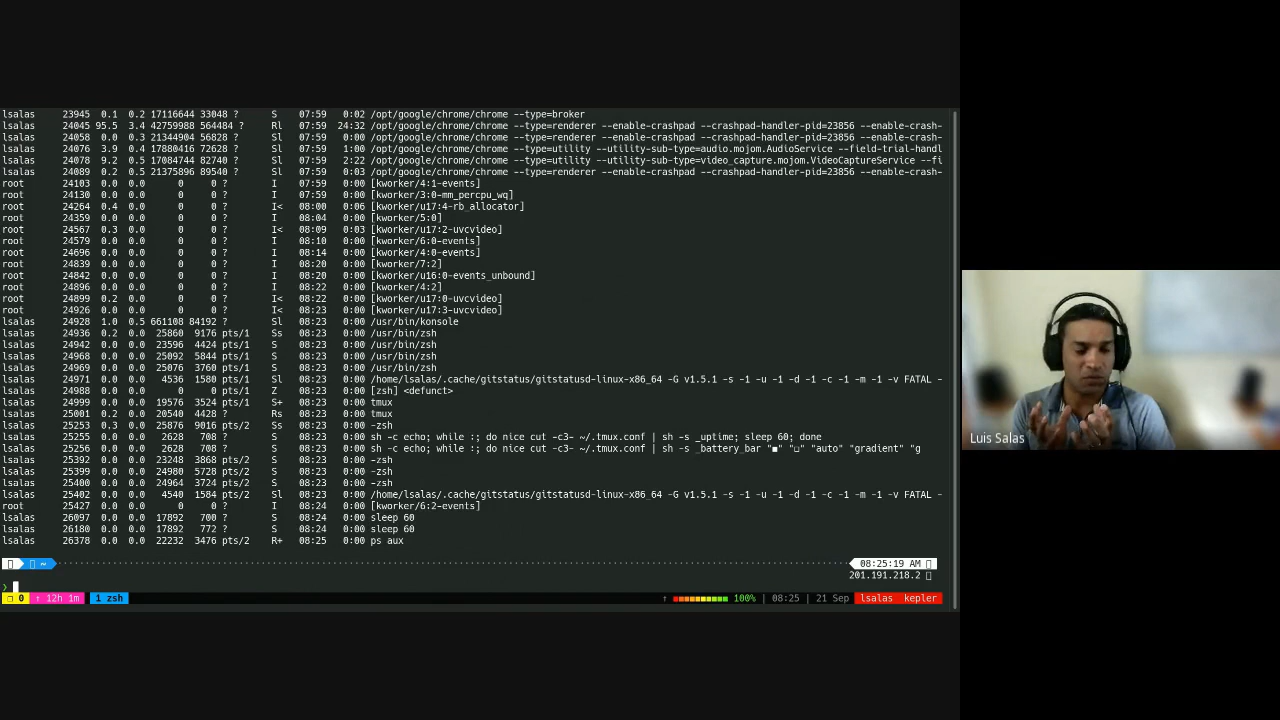 lsalas 23945 0.1 0.2 17116644 33048 ? S 07:59 0:02 /opt/google/chrome/chrome --type=broker
lsalas 24045 95.5 3.4 42759988 564484 ? Rl 07:59 24:32 /opt/google/chrome/chrome --type=renderer --enable-crashpad --crashpad-handler-pid=23856 --enable-crash-
lsalas 24058 0.0 0.3 21344904 56828 ? Sl 07:59 0:00 /opt/google/chrome/chrome --type=renderer --enable-crashpad --crashpad-handler-pid=23856 --enable-crash-
lsalas 24076 3.9 0.4 17880416 72628 ? Sl 07:59 1:00 /opt/google/chrome/chrome --type=utility --utility-sub-type=audio.mojom.AudioService --field-trial-handl
lsalas 24078 9.2 0.5 17084744 82740 ? Sl 07:59 2:22 /opt/google/chrome/chrome --type=utility --utility-sub-type=video_capture.mojom.VideoCaptureService --fi
lsalas 24089 0.2 0.5 21375896 89540 ? Sl 07:59 0:03 /opt/google/chrome/chrome --type=renderer --enable-crashpad --crashpad-handler-pid=23856 --enable-crash-
root 24103 0.0 0.0 0 0 ? I 07:59 0:00 [kworker/4:1-events]
root 24130 0.0 0.0 0 0 ? I 07:59 0:00 [kworker/3:0-mm_percpu_wq]
root 24264 0.4 0.0 0 0 ? I< 08:00 0:06 [kworker/u17:4-rb_allocator]
root 24359 0.0 0.0 0 0 ? I 08:04 0:00 [kworker/5:0]
root 24567 0.3 0.0 0 0 ? I< 08:09 0:03 [kworker/u17:2-uvcvideo]
root 24579 0.0 0.0 0 0 ? I 08:10 0:00 [kworker/6:0-events]
root 24696 0.0 0.0 0 0 ? I 08:14 0:00 [kworker/4:0-events]
root 24839 0.0 0.0 0 0 ? I 08:20 0:00 [kworker/7:2]
root 24842 0.0 0.0 0 0 ? I 08:20 0:00 [kworker/u16:0-events_unbound]
root 24896 0.0 0.0 0 0 ? I 08:22 0:00 [kworker/4:2]
root 24899 0.2 0.0 0 0 ? I< 08:22 0:00 [kworker/u17:0-uvcvideo]
root 24926 0.0 0.0 0 0 ? I< 08:23 0:00 [kworker/u17:3-uvcvideo]
lsalas 24928 1.0 0.5 661108 84192 ? Sl 08:23 0:00 /usr/bin/konsole
lsalas 24936 0.2 0.0 25860 9176 pts/1 Ss 08:23 0:00 /usr/bin/zsh
lsalas 24942 0.0 0.0 23596 4424 pts/1 S 08:23 0:00 /usr/bin/zsh
lsalas 24968 0.0 0.0 25092 5844 pts/1 S 08:23 0:00 /usr/bin/zsh
lsalas 24969 0.0 0.0 25076 3760 pts/1 S 08:23 0:00 /usr/bin/zsh
lsalas 24971 0.0 0.0 4536 1580 pts/1 Sl 08:23 0:00 /home/lsalas/.cache/gitstatus/gitstatusd-linux-x86_64 -G v1.5.1 -s -1 -u -1 -d -1 -c -1 -m -1 -v FATAL -
lsalas 24988 0.0 0.0 0 0 pts/1 Z 08:23 0:00 [zsh] <defunct>
lsalas 24999 0.0 0.0 19576 3524 pts/1 S+ 08:23 0:00 tmux
lsalas 25001 0.2 0.0 20540 4428 ? Rs 08:23 0:00 tmux
lsalas 25253 0.3 0.0 25876 9016 pts/2 Ss 08:23 0:00 -zsh
lsalas 25255 0.0 0.0 2628 708 ? S 08:23 0:00 sh -c echo; while :; do nice cut -c3- ~/.tmux.conf | sh -s _uptime; sleep 60; done
lsalas 25256 0.0 0.0 2628 708 ? S 08:23 0:00 sh -c echo; while :; do nice cut -c3- ~/.tmux.conf | sh -s _battery_bar "◼" "◻" "auto" "gradient" "g
lsalas 25392 0.0 0.0 23248 3868 pts/2 S 08:23 0:00 -zsh
lsalas 25399 0.0 0.0 24980 5728 pts/2 S 08:23 0:00 -zsh
lsalas 25400 0.0 0.0 24964 3724 pts/2 S 08:23 0:00 -zsh
lsalas 25402 0.0 0.0 4540 1584 pts/2 Sl 08:23 0:00 /home/lsalas/.cache/gitstatus/gitstatusd-linux-x86_64 -G v1.5.1 -s -1 -u -1 -d -1 -c -1 -m -1 -v FATAL -
root 25427 0.0 0.0 0 0 ? I 08:24 0:00 [kworker/6:2-events]
lsalas 26097 0.0 0.0 17892 700 ? S 08:24 0:00 sleep 60
lsalas 26180 0.0 0.0 17892 772 ? S 08:24 0:00 sleep 60
lsalas 26378 0.0 0.0 22232 3476 pts/2 R+ 08:25 0:00 ps aux
~ 08:25:19 AM
201.191.218.2
❯
❐ 0 ↑ 12h 1m 1 zsh ↑ 100% | 08:25 | 21 Sep lsalas kepler
Luis Salas